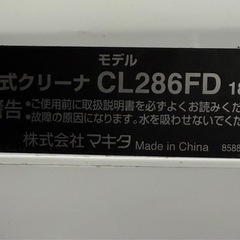 モデル
式クリーナ CL286FD 18
警告 ●ご使用前に取扱説明書を必ずよくお読みくだ
●故障の原因になります。水を吸わせないでくだ
株式会社マキタ Made in China 8588